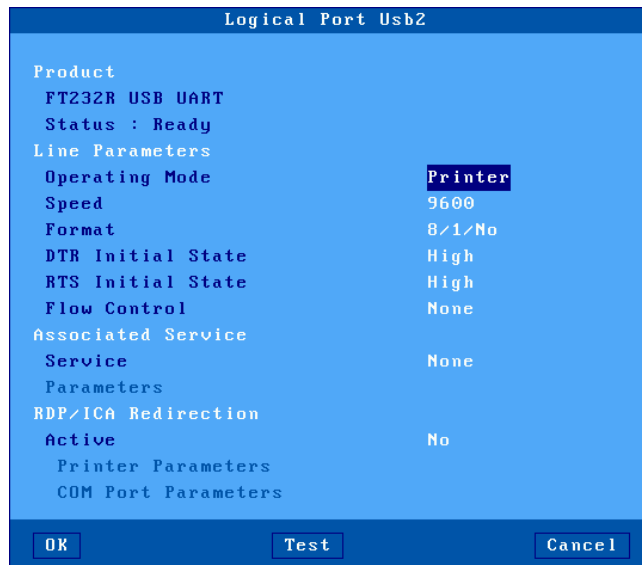 Logical Port Usb2
Product
FT232R USB UART
Status : Ready
Line Parameters
Operating Mode Printer
Speed 9600
Format 8/1/No
DTR Initial State High
RTS Initial State High
Flow Control None
Associated Service
Service None
Parameters
RDP/ICA Redirection
Active No
Printer Parameters
COM Port Parameters
OK Test Cancel